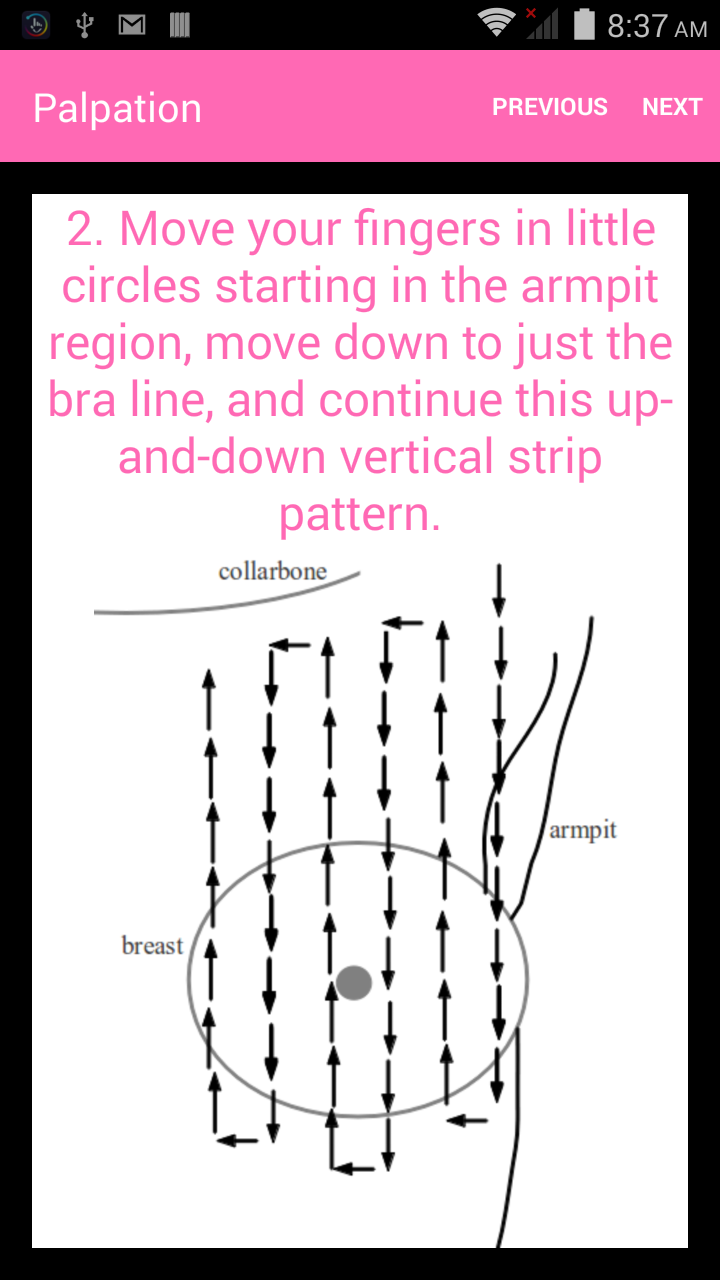 8:37 AM
Palpation
PREVIOUS
NEXT
2. Move your fingers in little
circles starting in the armpit
region, move down to just the
bra line, and continue this up-
and-down vertical strip
pattern.
collarbone
armpit
breast